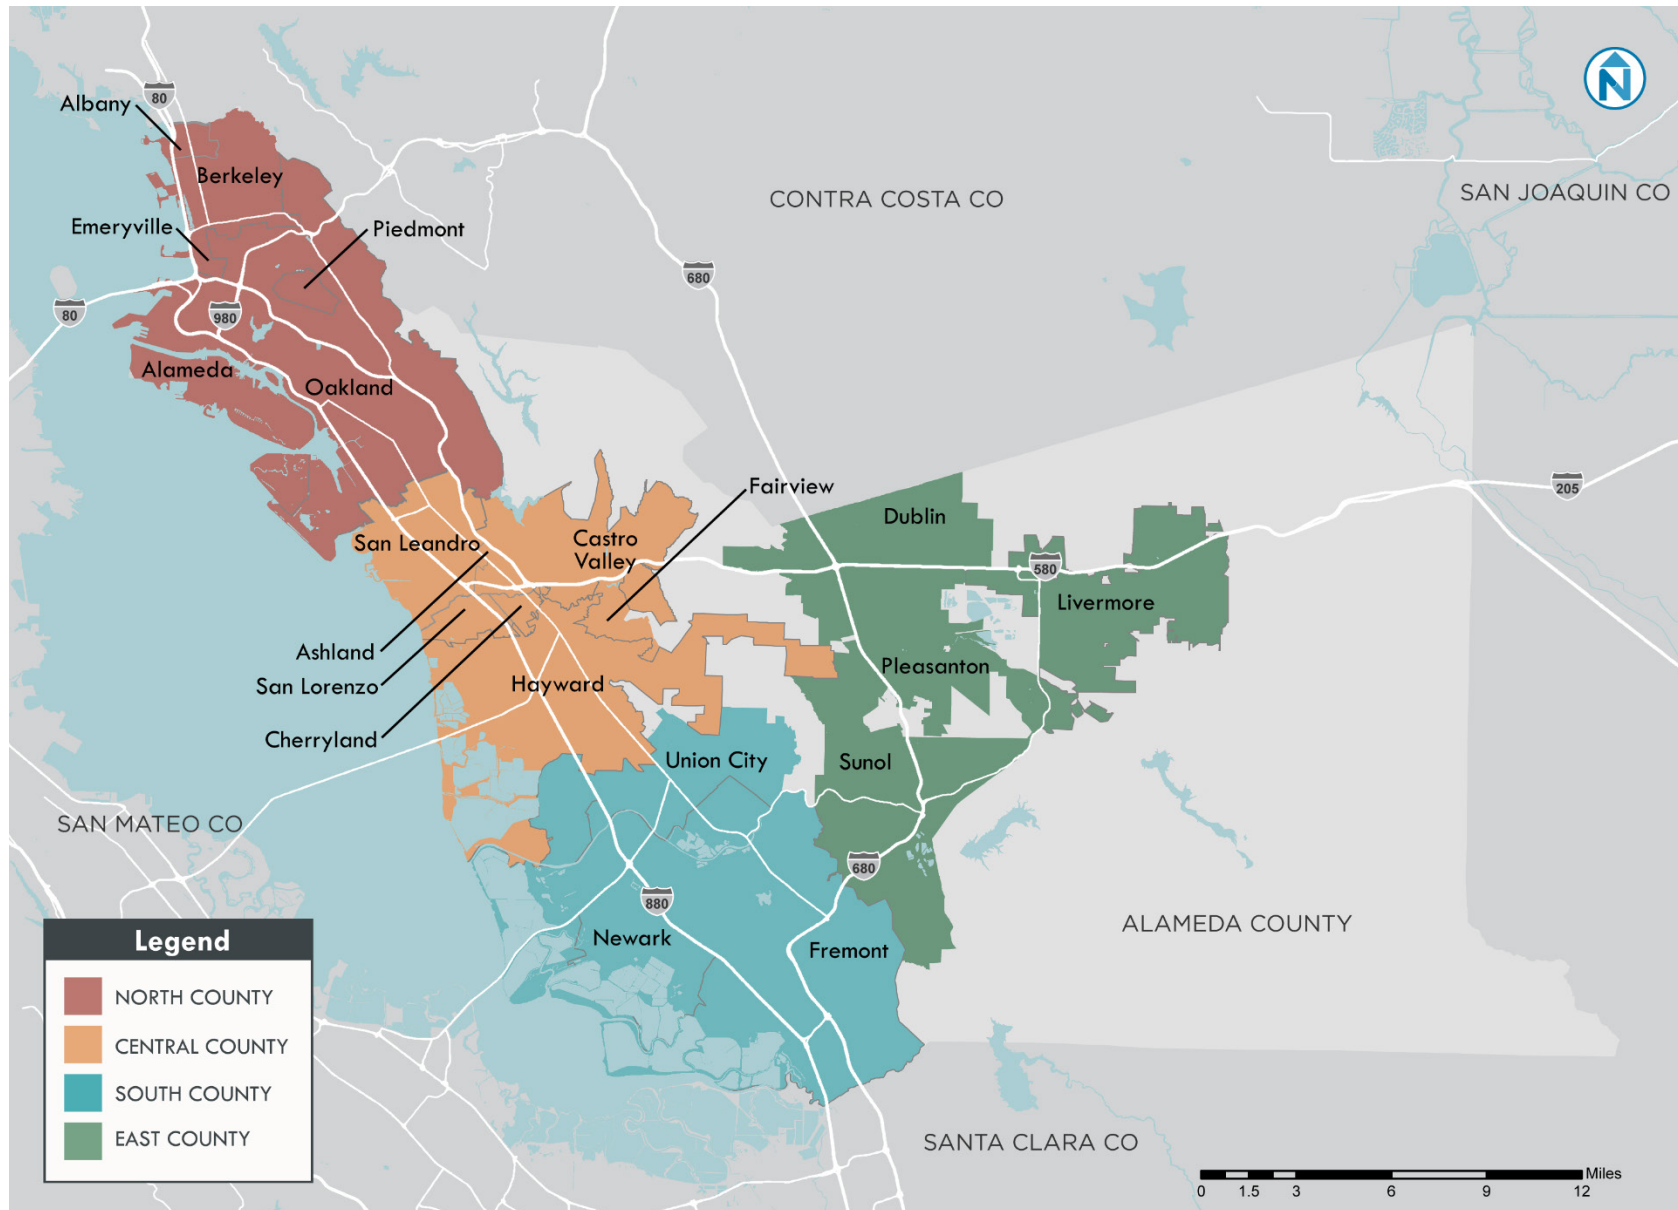 N
80
Albany
Berkeley
CONTRA COSTA CO
SAN JOAQUIN CO
Emeryville
Piedmont
680
80
980
Alameda
Oakland
Fairview
205
Dublin
San Leandro
Castro
Valley
580
Livermore
Ashland
Pleasanton
San Lorenzo
Hayward
Cherryland
Union City
Sunol
SAN MATEO CO
680
880
ALAMEDA COUNTY
Newark
Fremont
Legend
NORTH COUNTY
CENTRAL COUNTY
SOUTH COUNTY
EAST COUNTY
SANTA CLARA CO
Miles
0 1.5 3 6 9 12